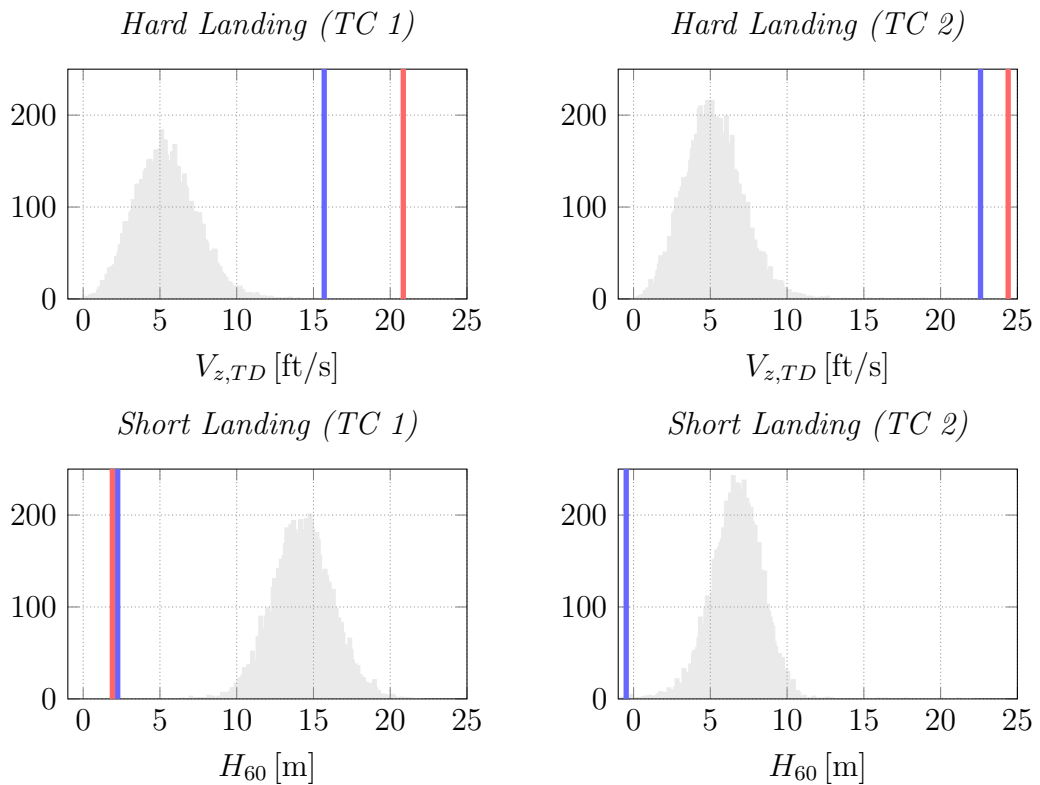 Hard Landing (TC 1)
Hard Landing (TC 2)
200
100
0
0 5 10 15 20 25
V_{z,TD} [ft/s]
200
100
0
0 5 10 15 20 25
V_{z,TD} [ft/s]
Short Landing (TC 1)
Short Landing (TC 2)
200
100
0
0 5 10 15 20 25
H_{60} [m]
200
100
0
0 5 10 15 20 25
H_{60} [m]